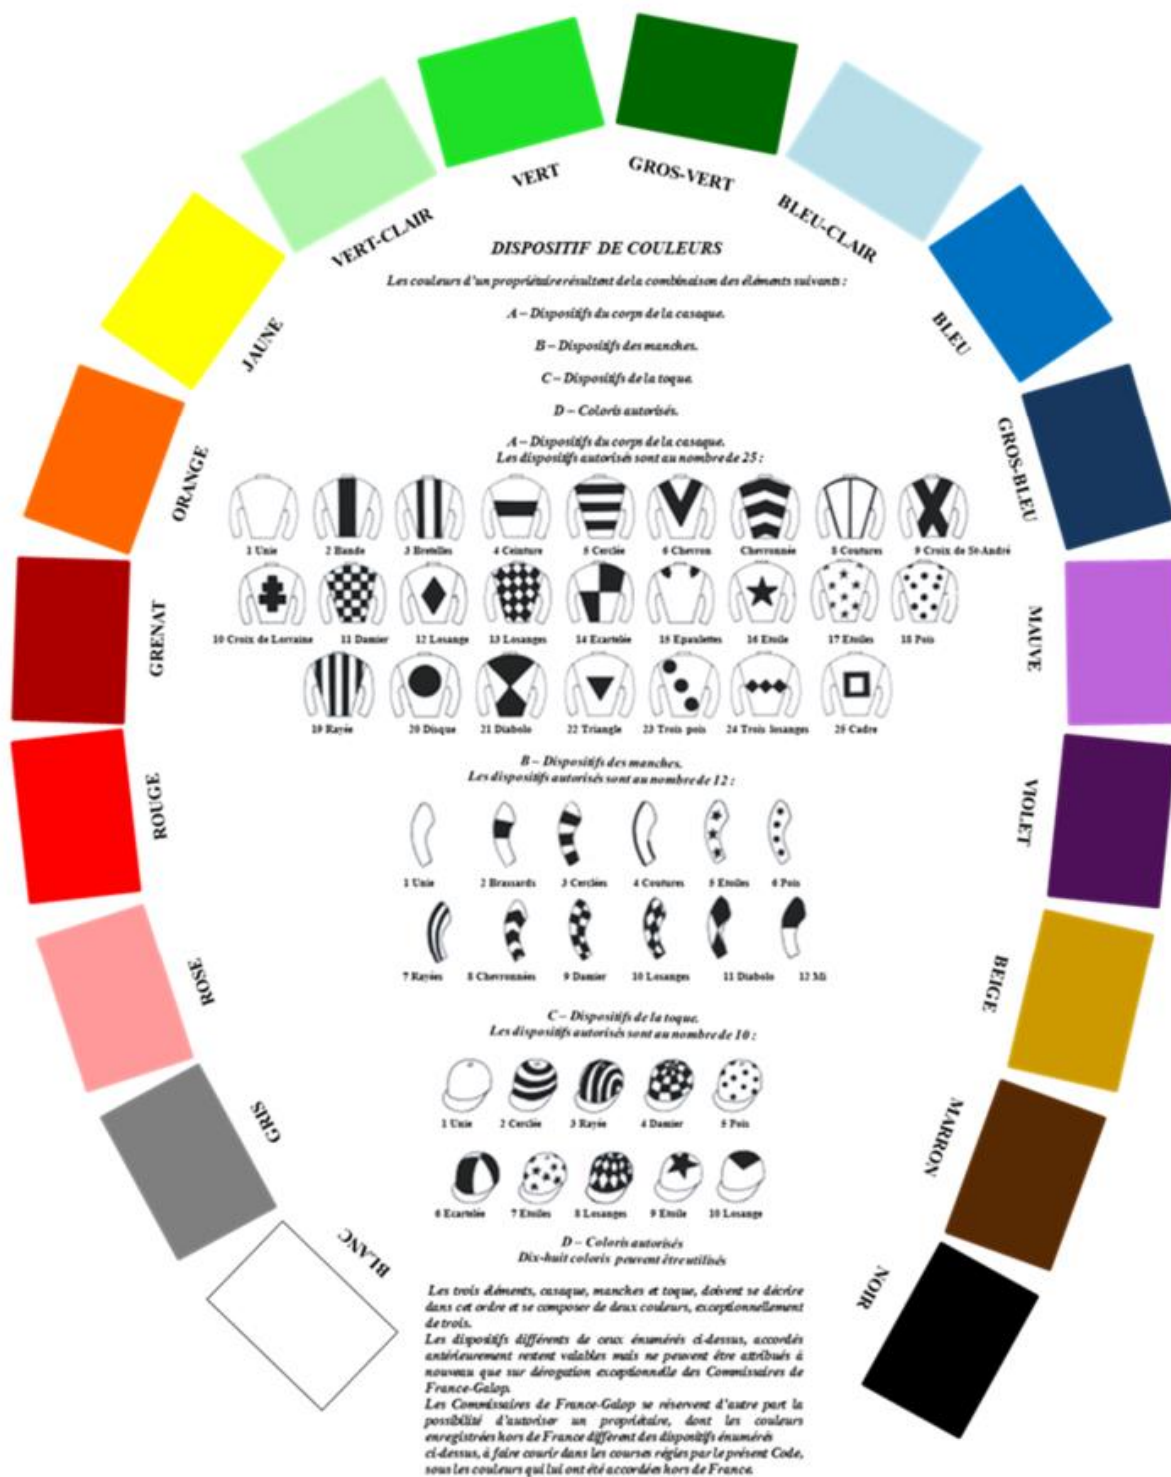 VERT
GROS-VERT
VERT-CLAIR
BLEU-CLAIR
JAUNE
BLEU
ORANGE
GROS-BLEU
GRENAT
MAUVE
ROUGE
VIOLET
ROSE
BEIGE
GRIS
MARRON
BLANC
NOIR
DISPOSITIF DE COULEURS
Les couleurs d'un propriétaire résultent de la combinaison des éléments suivants :
A – Dispositifs du corps de la casaque.
B – Dispositifs des manches.
C – Dispositifs de la toque.
D – Coloris autorisés.
A – Dispositifs du corps de la casaque.
Les dispositifs autorisés sont au nombre de 25 :
1 Unie 2 Bande 3 Bretelles 4 Ceinture 5 Cerclée 6 Chevron Chevronnée 8 Coutures 9 Croix de St-André
10 Croix de Lorraine 11 Damier 12 Losange 13 Losanges 14 Ecartelée 15 Epaulettes 16 Etoile 17 Etoiles 18 Pois
19 Rayée 20 Disque 21 Diabolo 22 Triangle 23 Trois pois 24 Trois losanges 25 Cadre
B – Dispositifs des manches.
Les dispositifs autorisés sont au nombre de 12 :
1 Unie 2 Brassards 3 Cerclées 4 Coutures 5 Etoiles 6 Pois
7 Rayées 8 Chevronnées 9 Damier 10 Losanges 11 Diabolo 12 Mi
C – Dispositifs de la toque.
Les dispositifs autorisés sont au nombre de 10 :
1 Unie 2 Cerclée 3 Rayée 4 Damier 5 Pois
6 Ecartelée 7 Etoiles 8 Losanges 9 Etoile 10 Losange
D – Coloris autorisés
Dix-huit coloris peuvent être utilisés
Les trois éléments, casaque, manches et toque, doivent se décrire
dans cet ordre et se composer de deux couleurs, exceptionnellement
de trois.
Les dispositifs différents de ceux énumérés ci-dessus, accordés
antérieurement restent valables mais ne peuvent être attribués à
nouveau que sur dérogation exceptionnelle des Commissaires de
France-Galop.
Les Commissaires de France-Galop se réservent d'autre part la
possibilité d'autoriser un propriétaire, dont les couleurs
enregistrées hors de France diffèrent des dispositifs énumérés
ci-dessus, à faire courir dans les courses régies par le présent Code,
sous les couleurs qui lui ont été accordées hors de France.